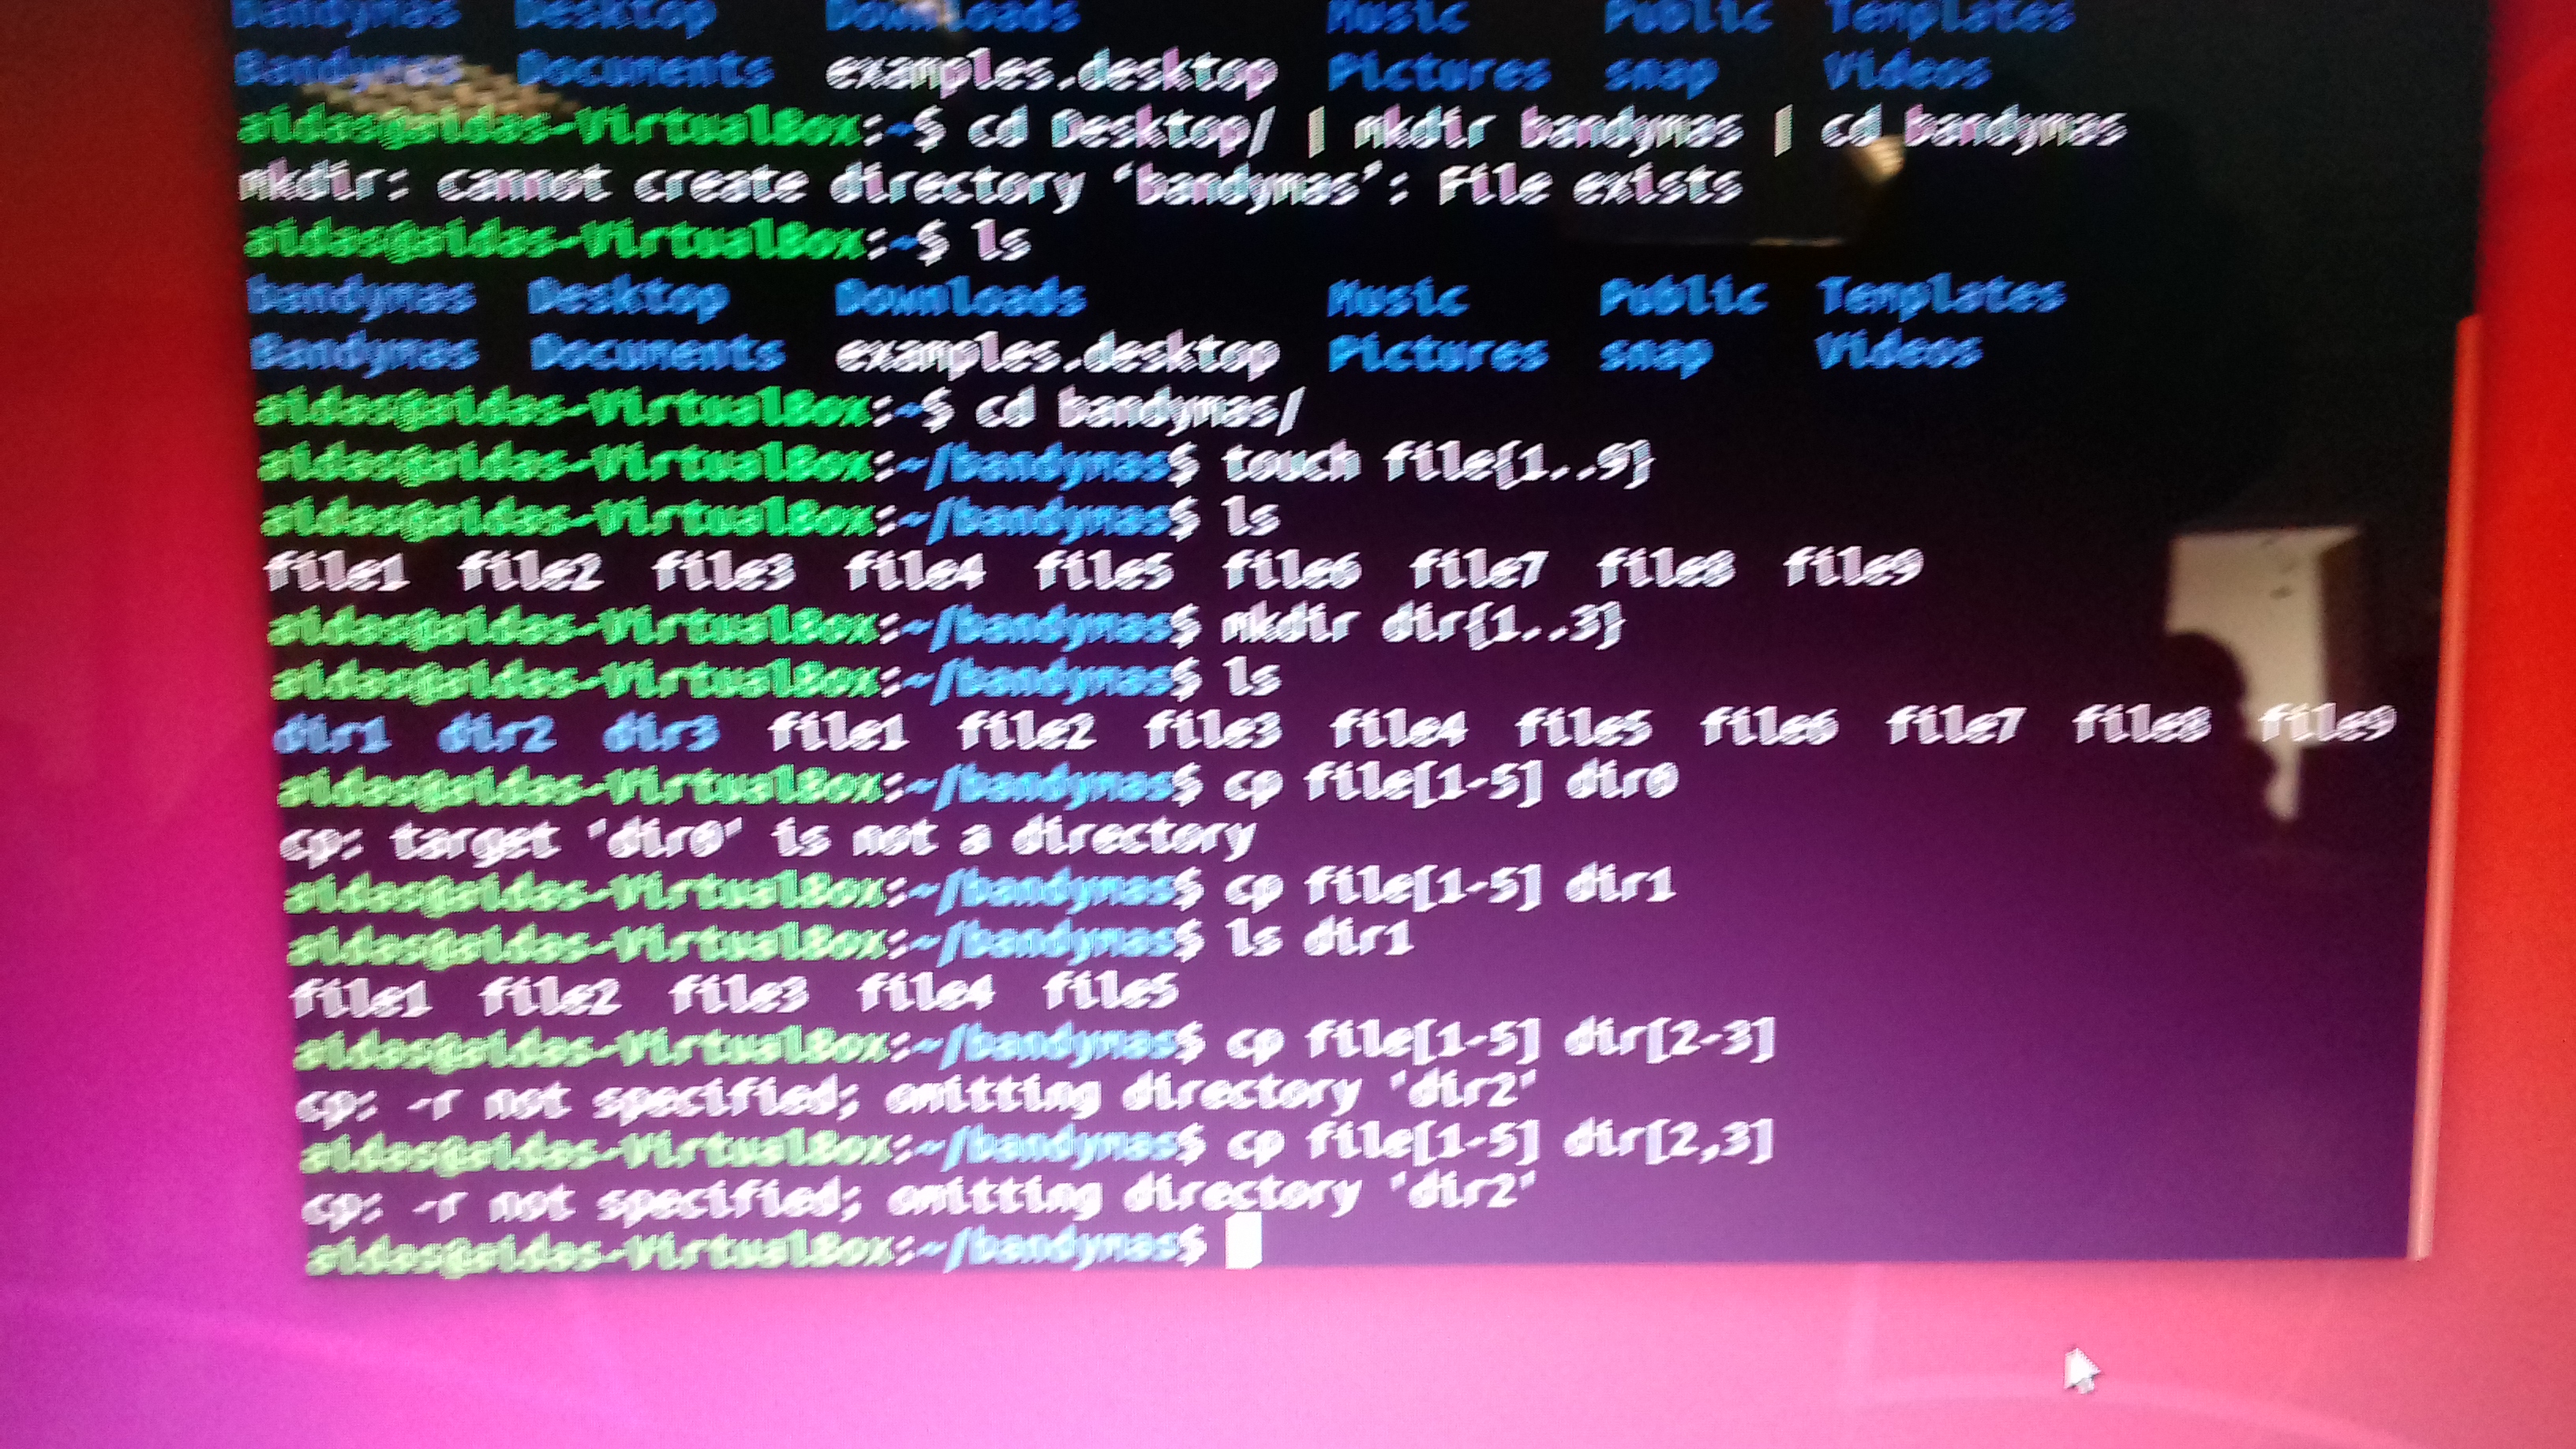 Bandymas Desktop Downloads Music Public Templates
Bandymas Documents examples.desktop Pictures snap Videos
aidas@aidas-VirtualBox:~$ cd Desktop/ | mkdir bandymas | cd bandymas
mkdir: cannot create directory ‘bandymas’: File exists
aidas@aidas-VirtualBox:~$ ls
bandymas Desktop Downloads Music Public Templates
Bandymas Documents examples.desktop Pictures snap Videos
aidas@aidas-VirtualBox:~$ cd bandymas/
aidas@aidas-VirtualBox:~/bandymas$ touch file{1..9}
aidas@aidas-VirtualBox:~/bandymas$ ls
file1 file2 file3 file4 file5 file6 file7 file8 file9
aidas@aidas-VirtualBox:~/bandymas$ mkdir dir{1..3}
aidas@aidas-VirtualBox:~/bandymas$ ls
dir1 dir2 dir3 file1 file2 file3 file4 file5 file6 file7 file8 file9
aidas@aidas-VirtualBox:~/bandymas$ cp file[1-5] dir0
cp: target 'dir0' is not a directory
aidas@aidas-VirtualBox:~/bandymas$ cp file[1-5] dir1
aidas@aidas-VirtualBox:~/bandymas$ ls dir1
file1 file2 file3 file4 file5
aidas@aidas-VirtualBox:~/bandymas$ cp file[1-5] dir[2-3]
cp: -r not specified; omitting directory 'dir2'
aidas@aidas-VirtualBox:~/bandymas$ cp file[1-5] dir[2,3]
cp: -r not specified; omitting directory 'dir2'
aidas@aidas-VirtualBox:~/bandymas$